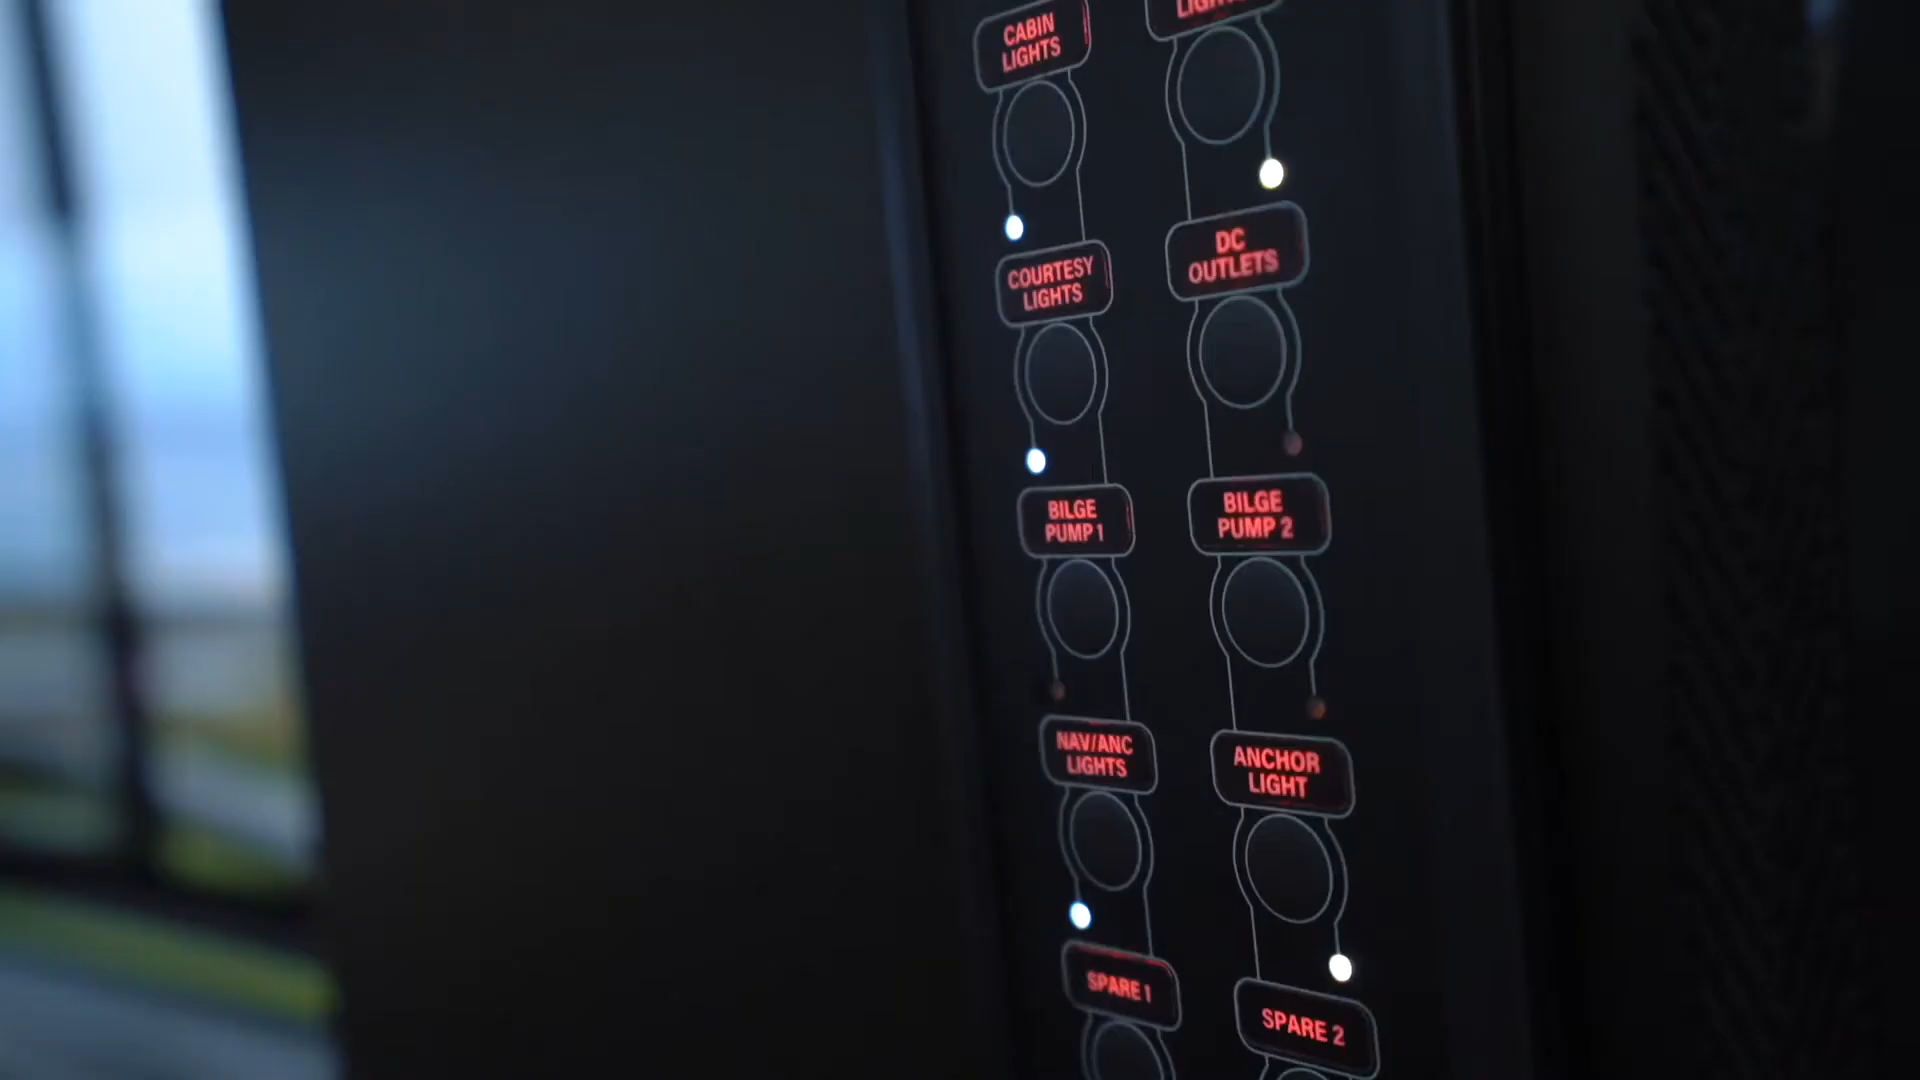 CABIN
LIGHTS
COURTESY
LIGHTS
DC
OUTLETS
BILGE
PUMP 1
BILGE
PUMP 2
NAV/ANC
LIGHTS
ANCHOR
LIGHT
SPARE 1
SPARE 2